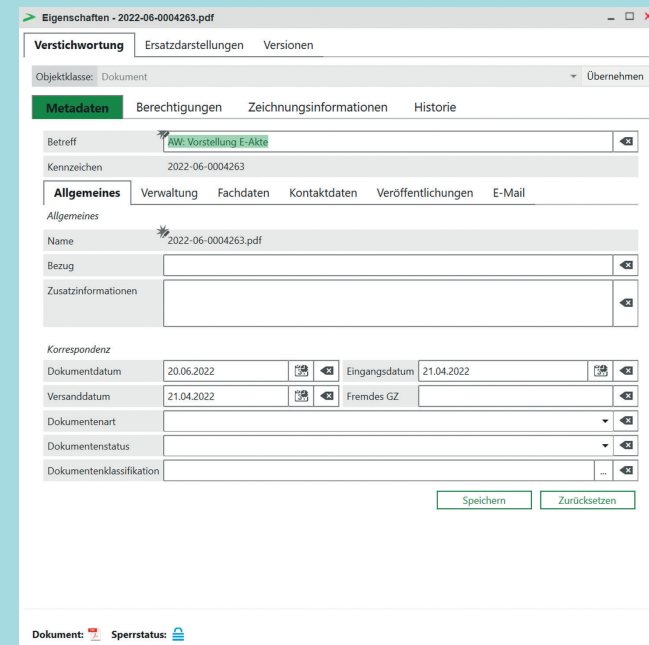 Eigenschaften - 2022-06-0004263.pdf
Verstichwortung Ersatzdarstellungen Versionen
Objektklasse: Dokument Übernehmen
Metadaten Berechtigungen Zeichnungsinformationen Historie
Betreff AW: Vorstellung E-Akte
Kennzeichen 2022-06-0004263
Allgemeines Verwaltung Fachdaten Kontaktdaten Veröffentlichungen E-Mail
Allgemeines
Name 2022-06-0004263.pdf
Bezug
Zusatzinformationen
Korrespondenz
Dokumentdatum 20.06.2022 Eingangsdatum 21.04.2022
Versanddatum 21.04.2022 Fremdes GZ
Dokumentenart
Dokumentenstatus
Dokumentenklassifikation ...
Speichern Zurücksetzen
Dokument: Sperrstatus: